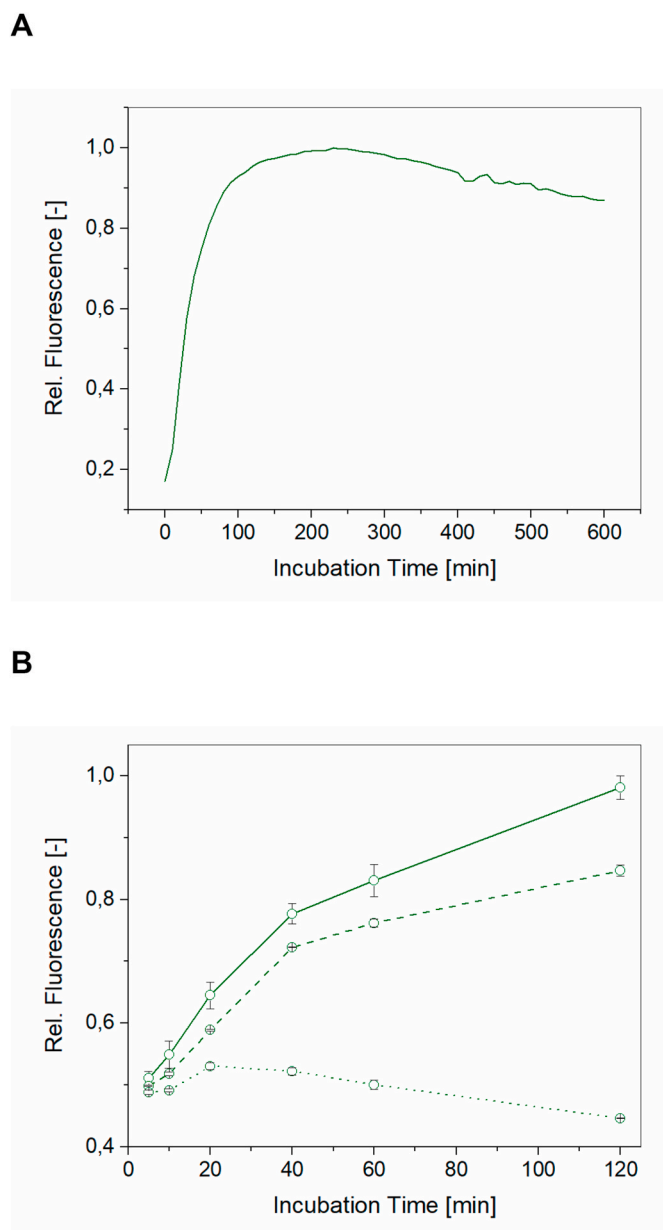 A
1,0
0,8
0,6
0,4
0,2
Rel. Fluorescence [-]
0 100 200 300 400 500 600
Incubation Time [min]
B
1,0
0,8
0,6
0,4
Rel. Fluorescence [-]
0 20 40 60 80 100 120
Incubation Time [min]